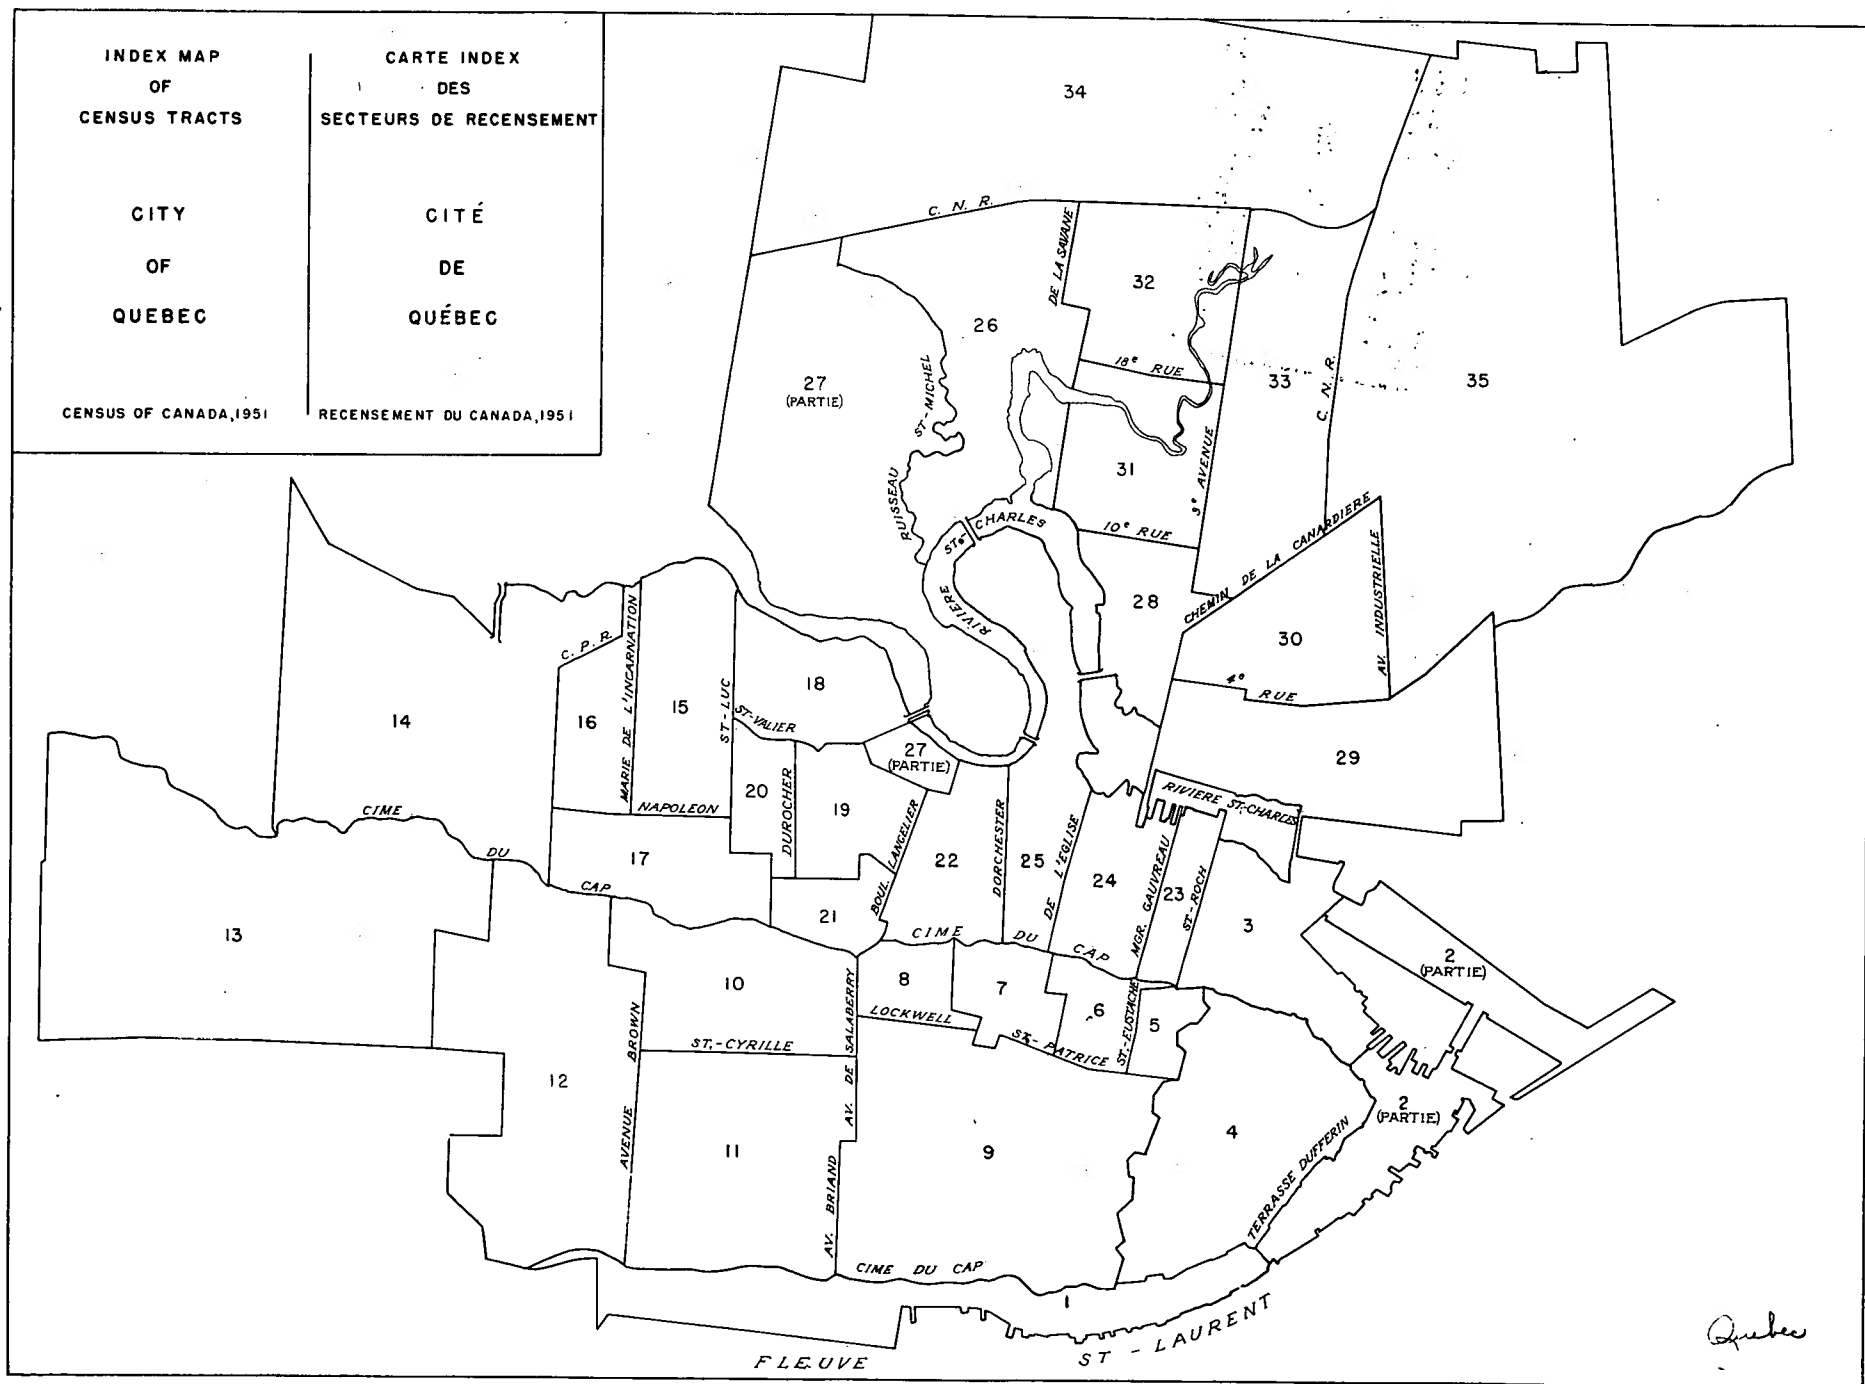 INDEX MAP
OF
CENSUS TRACTS
CITY
OF
QUEBEC
CENSUS OF CANADA, 1951
CARTE INDEX
DES
SECTEURS DE RECENSEMENT
CITÉ
DE
QUÉBEC
RECENSEMENT DU CANADA, 1951
34
C. N. R.
DE LA SAVANE
32
26
18e RUE
33
C. N. R.
35
27
(PARTIE)
RUISSEAU ST-MICHEL
31
3e AVENUE
10e RUE
RIVIERE STE- CHARLES
CHEMIN DE LA CANARDIERE
28
30
AV. INDUSTRIELLE
4e RUE
29
C. P. R.
MARIE DE L'INCARNATION
14
16
15
ST-LUC
18
ST-VALIER
27
(PARTIE)
20
DUROCHER
19
NAPOLEON
17
BOUL. LANGELIER
22
DORCHESTER
25
DE L'EGLISE
24
MGR. GAUVREAU
23
ST-ROCH
RIVIERE ST-CHARLES
3
2
(PARTIE)
CIME DU CAP
13
21
CIME DU CAP
10
8
7
6
ST-EUSTACHE
5
LOCKWELL
ST-PATRICE
ST-CYRILLE
AVENUE BROWN
AV. DE SALABERRY
12
11
AV. BRIAND
9
4
2
(PARTIE)
TERRASSE DUFFERIN
CIME DU CAP
1
FLEUVE ST-LAURENT
Quebec